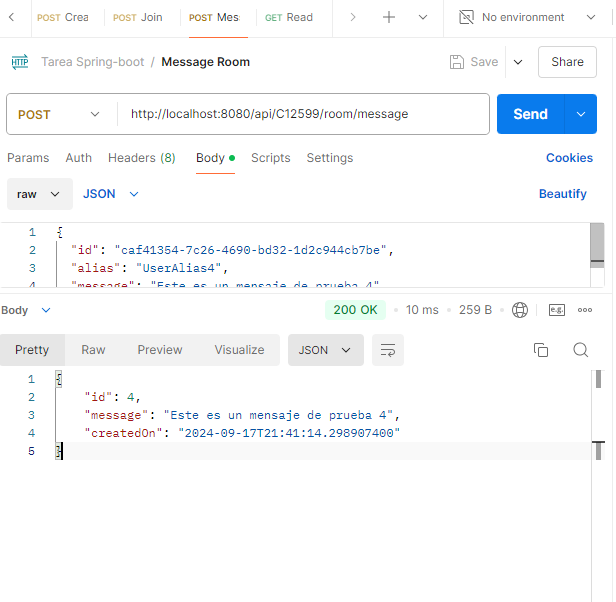 POST Crea POST Join POST Mes GET Read No environment
HTTP Tarea Spring-boot / Message Room Save Share
POST http://localhost:8080/api/C12599/room/message Send
Params Auth Headers (8) Body Scripts Settings Cookies
raw JSON Beautify
1 {
2 "id": "caf41354-7c26-4690-bd32-1d2c944cb7be",
3 "alias": "UserAlias4",
4 "message": "Este es un mensaje de prueba 4"
Body 200 OK 10 ms 259 B e.g.
Pretty Raw Preview Visualize JSON
1 {
2 "id": 4,
3 "message": "Este es un mensaje de prueba 4",
4 "createdOn": "2024-09-17T21:41:14.298907400"
5 }